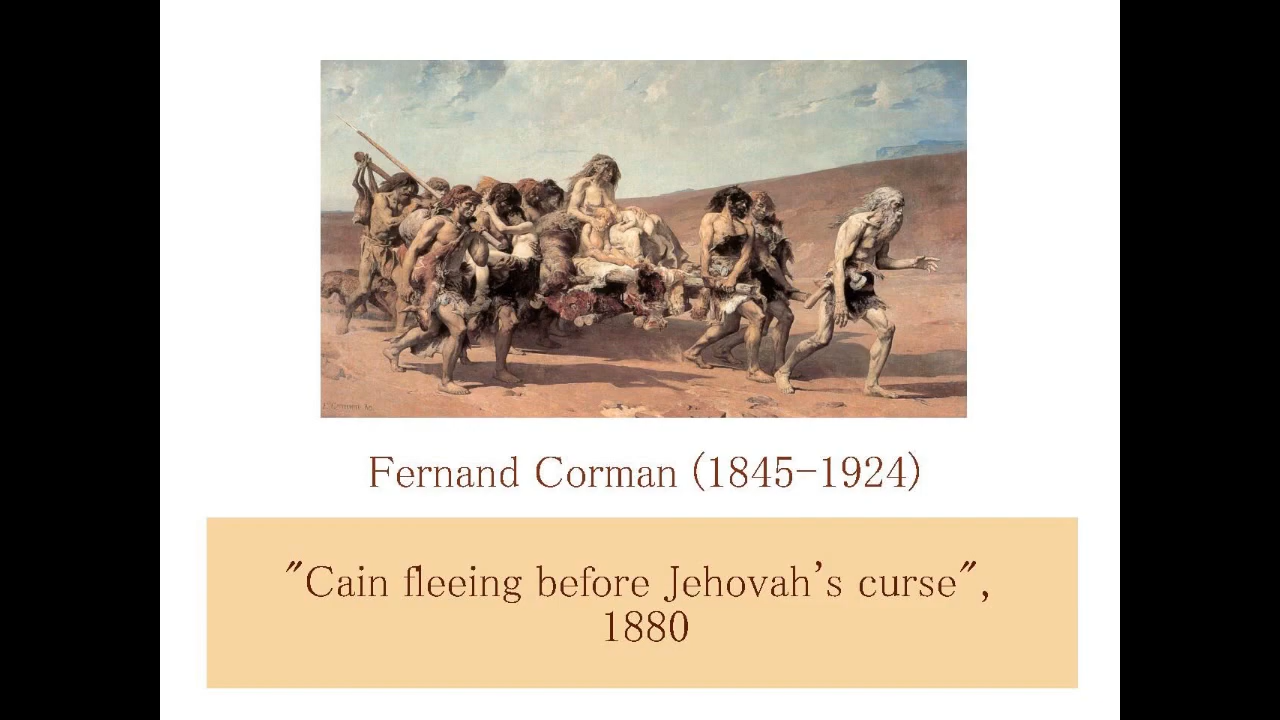 Fernand Corman (1845-1924)
"Cain fleeing before Jehovah's curse",
1880